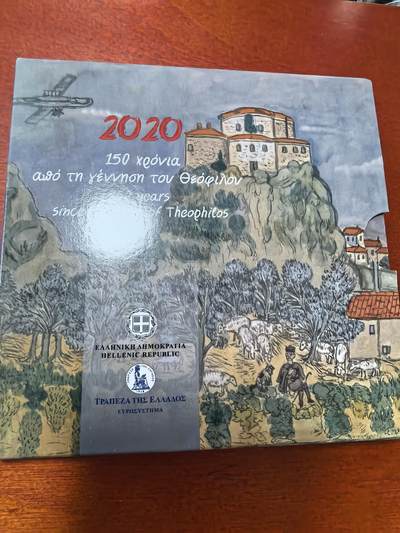 2020
150 χρόνια
από τη γέννηση του Θεόφιλου
years
sinc of Theophilos
ΕΛΛΗΝΙΚΗ ΔΗΜΟΚΡΑΤΙΑ
HELLENIC REPUBLIC
ΤΡΑΠΕΖΑ ΤΗΣ ΕΛΛΑΔΟΣ
ΕΥΡΩΣΥΣΤΗΜΑ